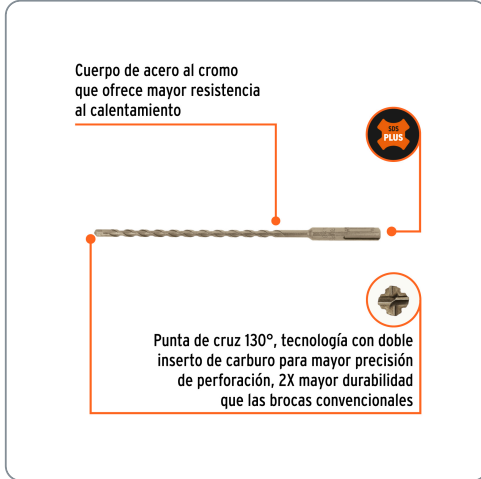 Cuerpo de acero al cromo
que ofrece mayor resistencia
al calentamiento
SDS
PLUS
Punta de cruz 130°, tecnología con doble
inserto de carburo para mayor precisión
de perforación, 2X mayor durabilidad
que las brocas convencionales